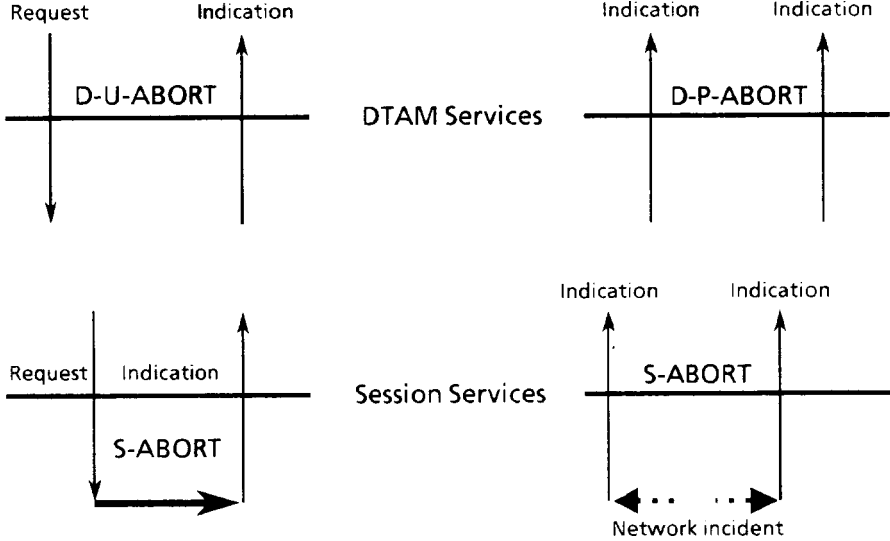 Request Indication Indication Indication
D-U-ABORT DTAM Services D-P-ABORT
Indication Indication
Request Indication Session Services S-ABORT
S-ABORT
Network incident